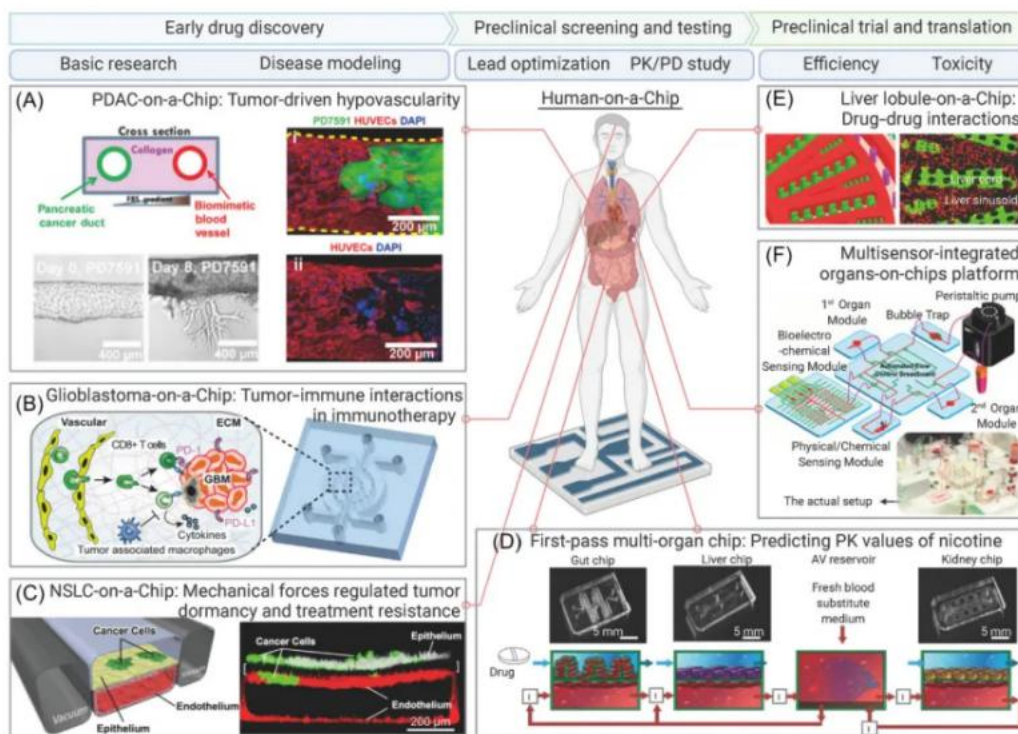 Early drug discovery
Preclinical screening and testing
Preclinical trial and translation
Basic research
Disease modeling
Lead optimization
PK/PD study
Efficiency
Toxicity
(A) PDAC-on-a-Chip: Tumor-driven hypovascularity
Cross section
Collagen
Pancreatic
cancer duct
FBS gradient
Biomimetic
blood
vessel
PD7591 HUVECs DAPI
i
200 µm
HUVECs DAPI
ii
200 µm
Day 0, PD7591
400 µm
Day 8, PD7591
400 µm
(B) Glioblastoma-on-a-Chip: Tumor-immune interactions
in immunotherapy
Vascular
ECM
CD8+ T cells
PD-1
GBM
PD-L1
Cytokines
Tumor associated macrophages
(C) NSLC-on-a-Chip: Mechanical forces regulated tumor
dormancy and treatment resistance
Cancer Cells
Vacuum
Epithelium
Endothelium
Cancer Cells
Epithelium
Endothelium
200 µm
Human-on-a-Chip
(E) Liver lobule-on-a-Chip:
Drug-drug interactions
Liver cord
Liver sinusoid
(F) Multisensor-integrated
organs-on-chips platform
1st Organ
Module
Bubble Trap
Peristaltic pump
Bioelectro
-chemical
Sensing Module
2nd Organ
Module
Physical/Chemical
Sensing Module
The actual setup
(D) First-pass multi-organ chip: Predicting PK values of nicotine
Gut chip
Liver chip
AV reservoir
Kidney chip
Fresh blood
substitute
medium
5 mm
5 mm
5 mm
Drug